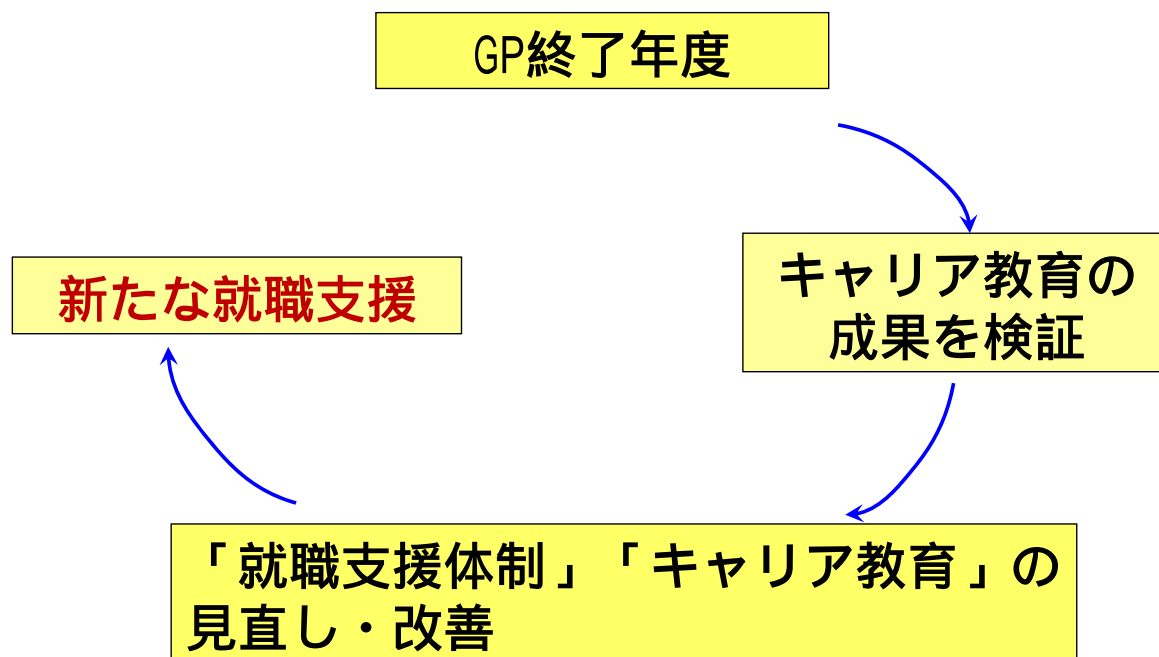 GP終了年度
キャリア教育の
成果を検証
新たな就職支援
「就職支援体制」「キャリア教育」の
見直し・改善